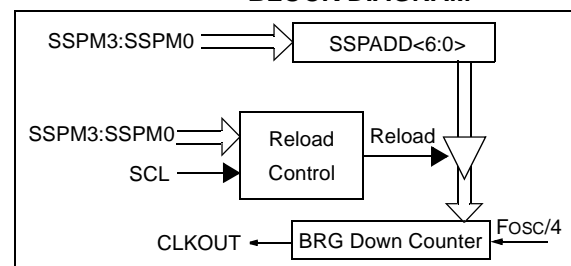 BLOCK DIAGRAM
SSPM3:SSPM0
SSPADD<6:0>
SSPM3:SSPM0
SCL
Reload
Control
Reload
CLKOUT
BRG Down Counter
FOSC/4